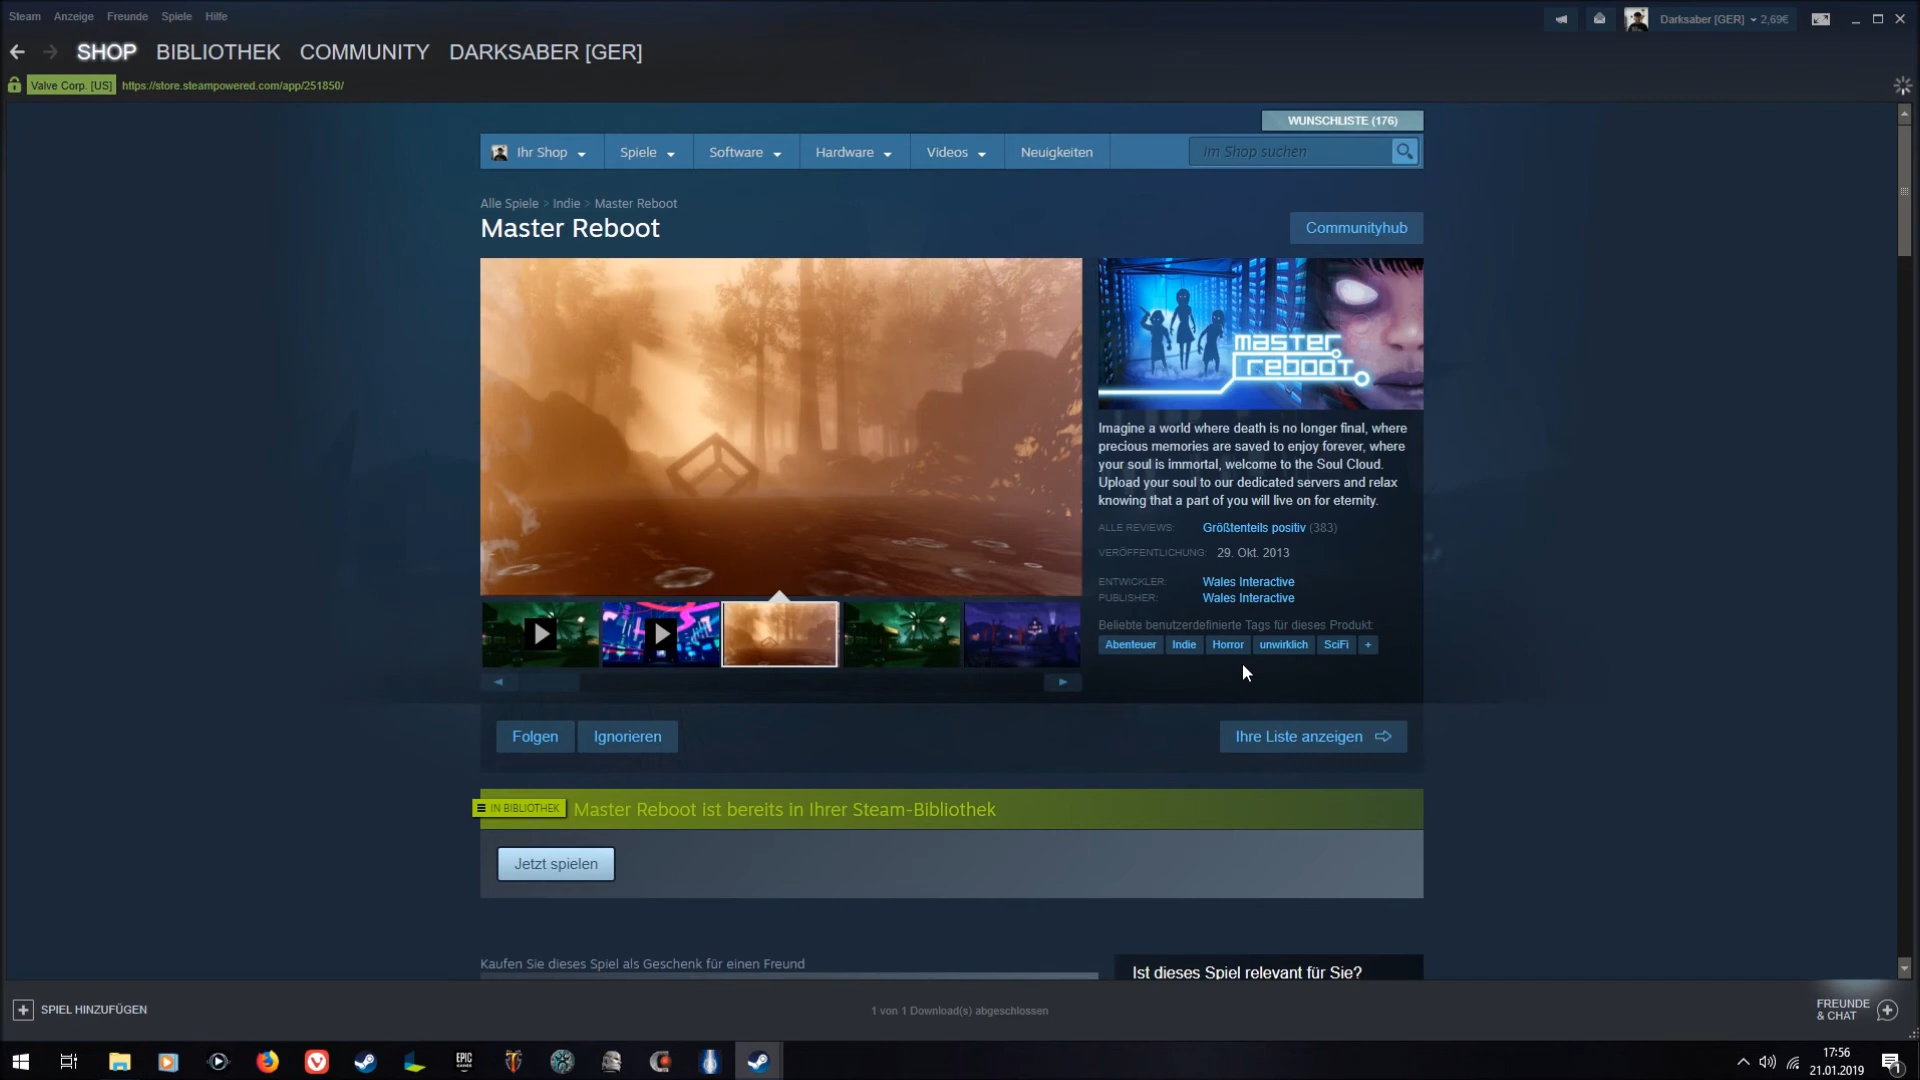 Steam Anzeige Freunde Spiele Hilfe
Darksaber [GER] 2,69€
SHOP BIBLIOTHEK COMMUNITY DARKSABER [GER]
Valve Corp. [US] https://store.steampowered.com/app/251850/
WUNSCHLISTE (176)
Ihr Shop Spiele Software Hardware Videos Neuigkeiten Im Shop suchen
Alle Spiele > Indie > Master Reboot
Master Reboot
Communityhub
master
reboot
Imagine a world where death is no longer final, where
precious memories are saved to enjoy forever, where
your soul is immortal, welcome to the Soul Cloud.
Upload your soul to our dedicated servers and relax
knowing that a part of you will live on for eternity.
ALLE REVIEWS: Größtenteils positiv (383)
VERÖFFENTLICHUNG: 29. Okt. 2013
ENTWICKLER: Wales Interactive
PUBLISHER: Wales Interactive
Beliebte benutzerdefinierte Tags für dieses Produkt:
Abenteuer Indie Horror unwirklich SciFi +
Folgen Ignorieren Ihre Liste anzeigen
IN BIBLIOTHEK Master Reboot ist bereits in Ihrer Steam-Bibliothek
Jetzt spielen
Kaufen Sie dieses Spiel als Geschenk für einen Freund
Ist dieses Spiel relevant für Sie?
SPIEL HINZUFÜGEN
1 von 1 Download(s) abgeschlossen
FREUNDE
& CHAT
EPIC
GAMES
17:56
21.01.2019
1